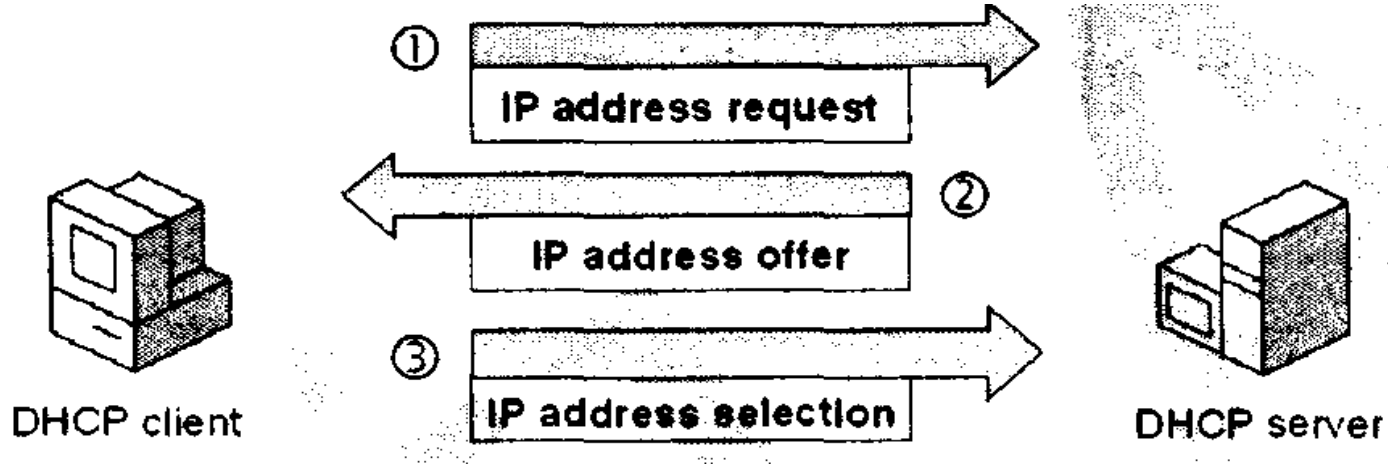 ①
IP address request
②
IP address offer
③
IP address selection
DHCP client
DHCP server